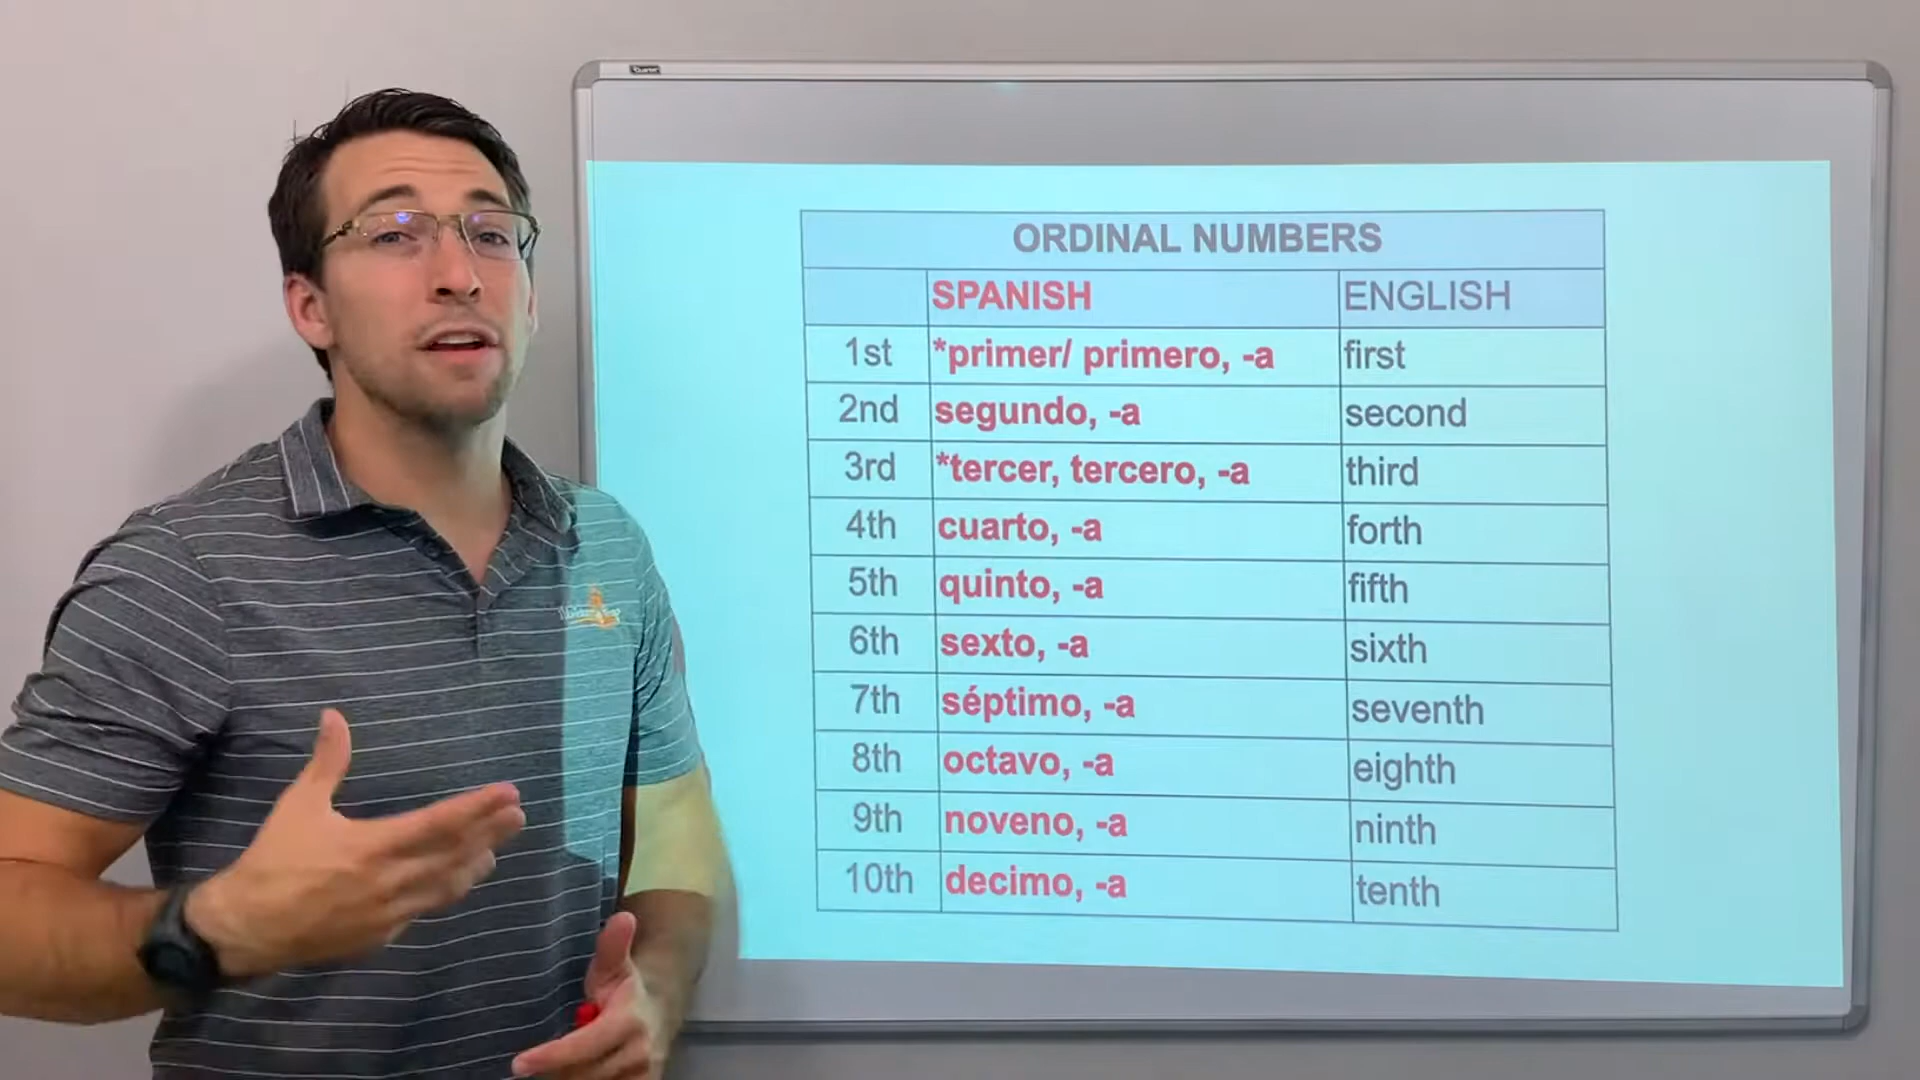 ORDINAL NUMBERS
SPANISH ENGLISH
1st *primer/ primero, -a first
2nd segundo, -a second
3rd *tercer, tercero, -a third
4th cuarto, -a forth
5th quinto, -a fifth
6th sexto, -a sixth
7th séptimo, -a seventh
8th octavo, -a eighth
9th noveno, -a ninth
10th decimo, -a tenth